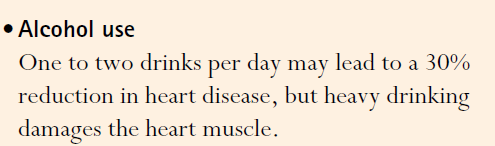 • Alcohol use
One to two drinks per day may lead to a 30%
reduction in heart disease, but heavy drinking
damages the heart muscle.